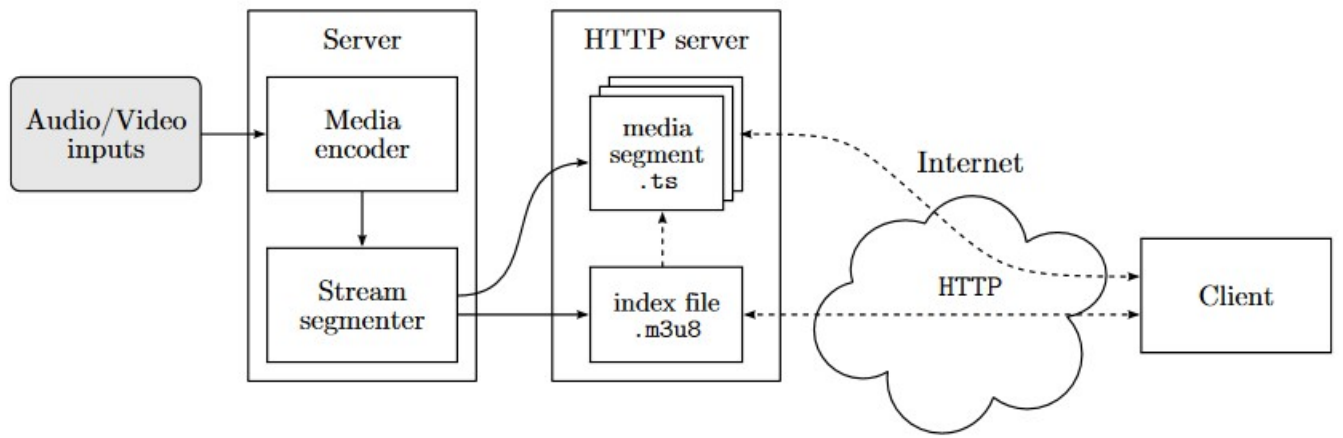 Server
HTTP server
Audio/Video
inputs
Media
encoder
media
segment
.ts
Internet
Stream
segmenter
index file
.m3u8
HTTP
Client